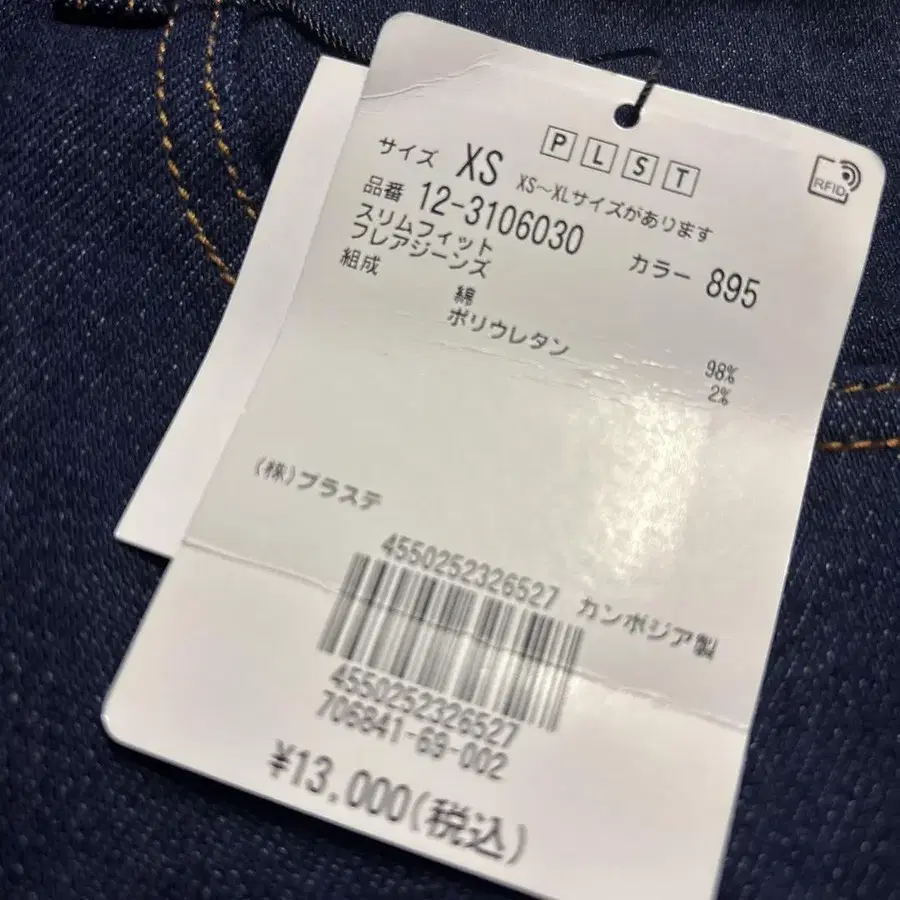 PLST
RFID
サイズ XS XS～XLサイズがあります
品番 12-3106030 カラー 895
スリムフィット
フレアジーンズ
組成
綿 98%
ポリウレタン 2%
(株)プラステ
4550252326527 カンボジア製
4550252326527
706841-69-002
¥13,000(税込)